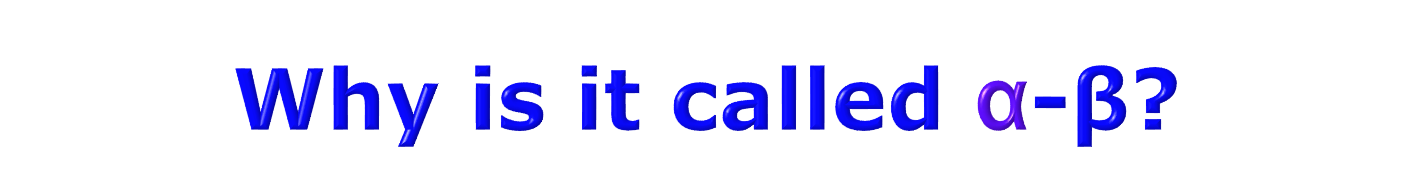 Why is it called α-β?